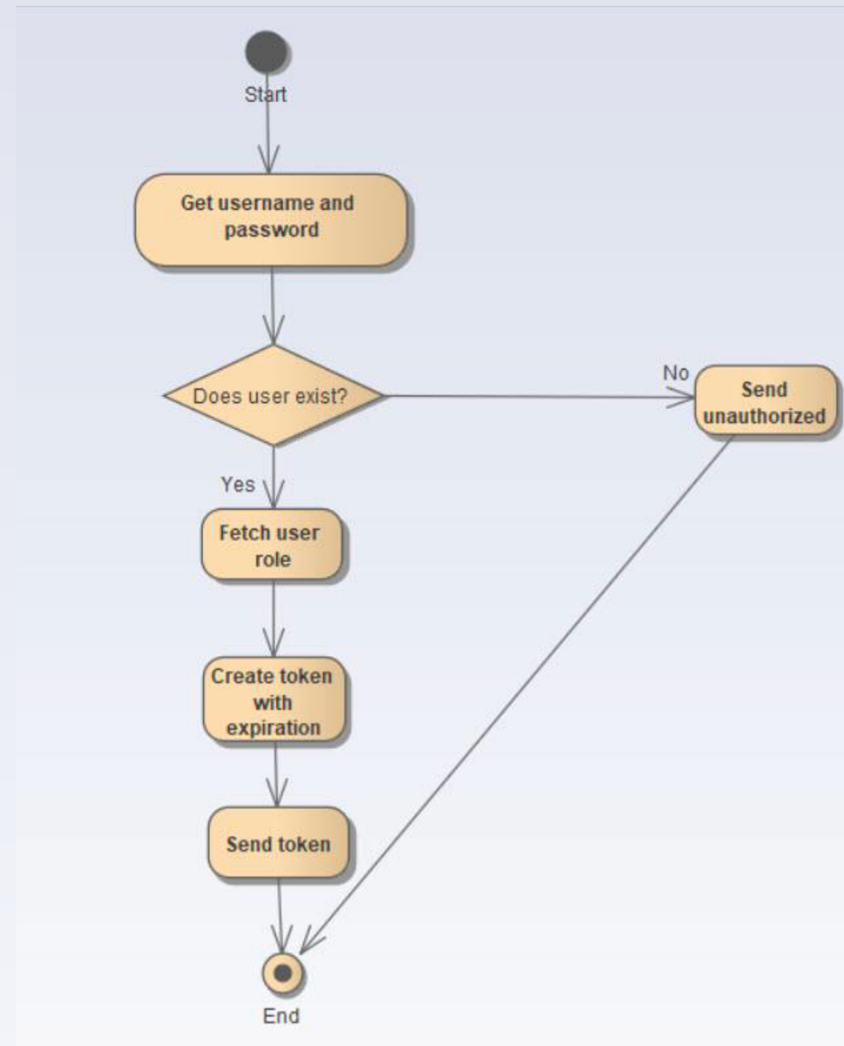 Start
Get username and
password
Does user exist?
No
Send
unauthorized
Yes
Fetch user
role
Create token
with
expiration
Send token
End